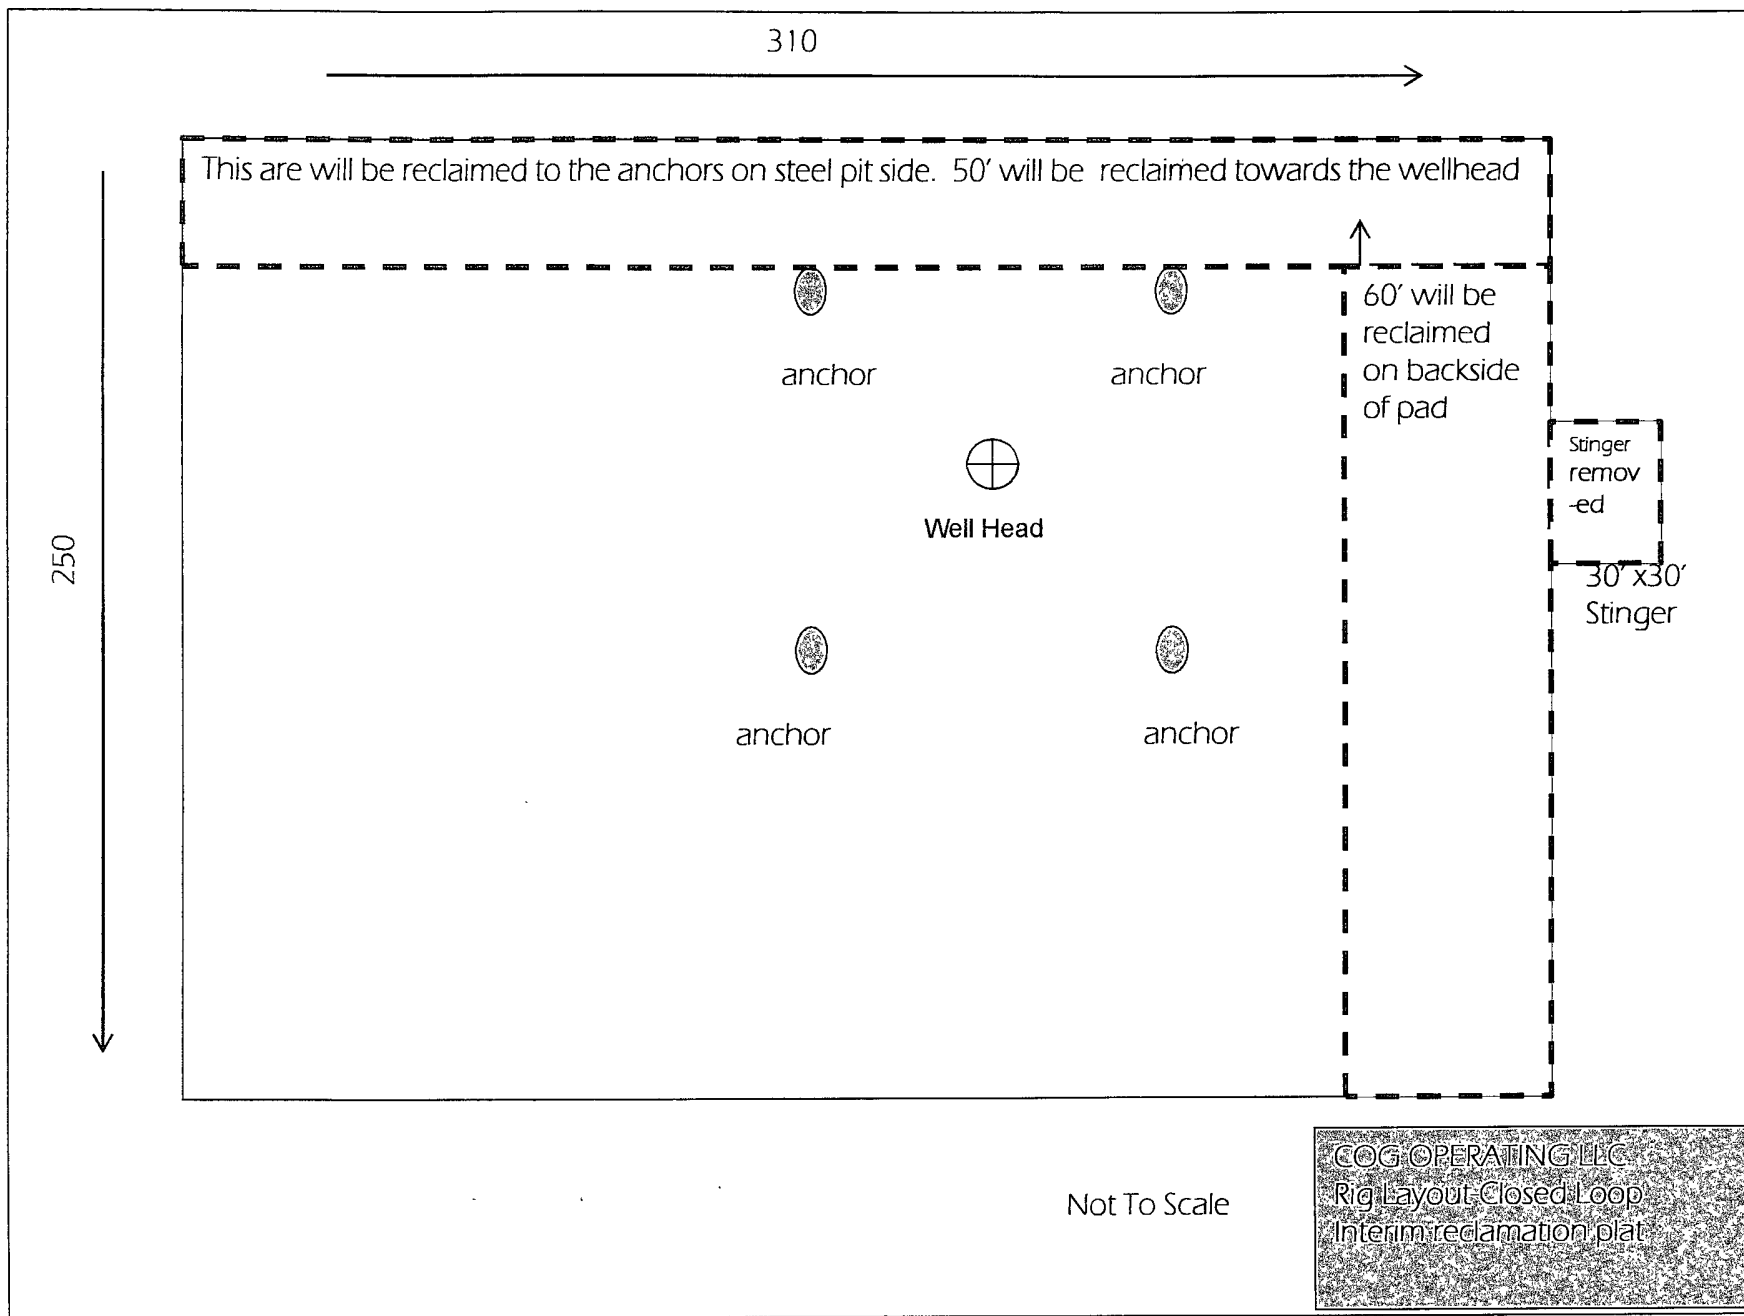 310
This are will be reclaimed to the anchors on steel pit side. 50' will be reclaimed towards the wellhead
60' will be
reclaimed
on backside
of pad
anchor
anchor
Stinger
remov
-ed
Well Head
250
30' x30'
Stinger
anchor
anchor
Not To Scale
COG OPERATING LLC
Rig Layout-Closed Loop
Interim reclamation plat